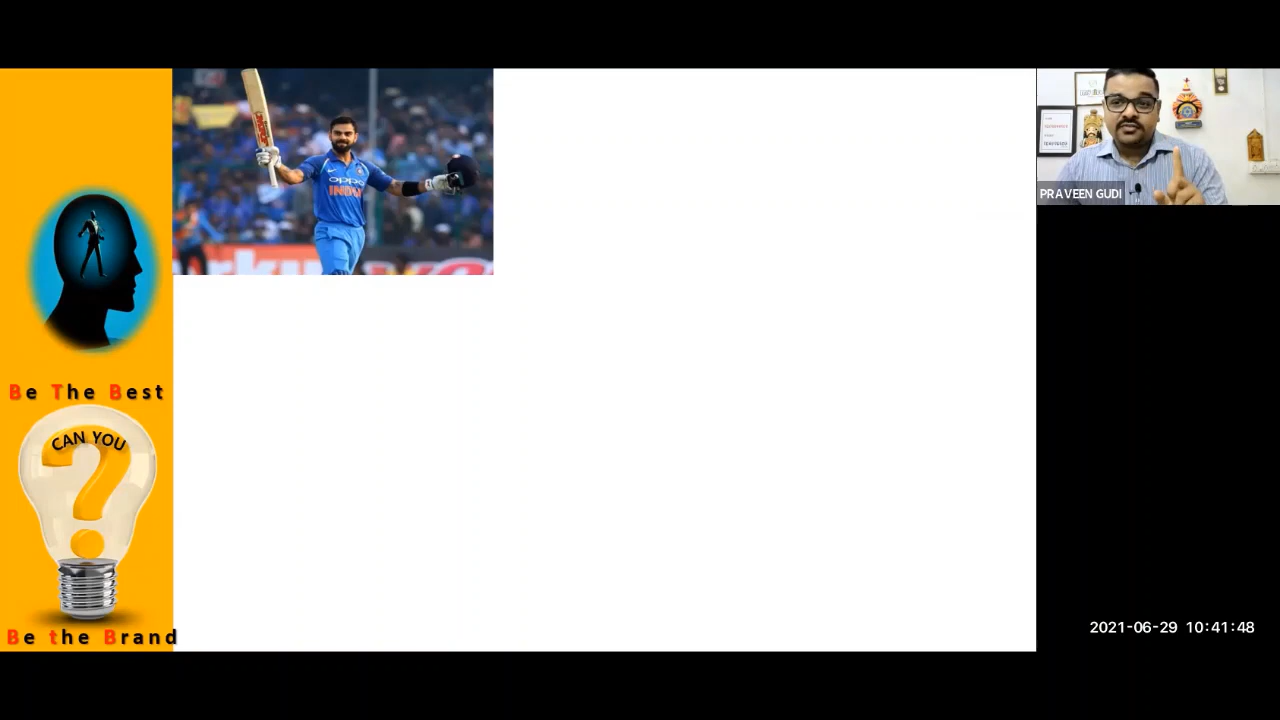 Be The Best
CAN YOU
?
Be the Brand
oppo
INDIA
PRAVEEN GUDI
2021-06-29 10:41:48